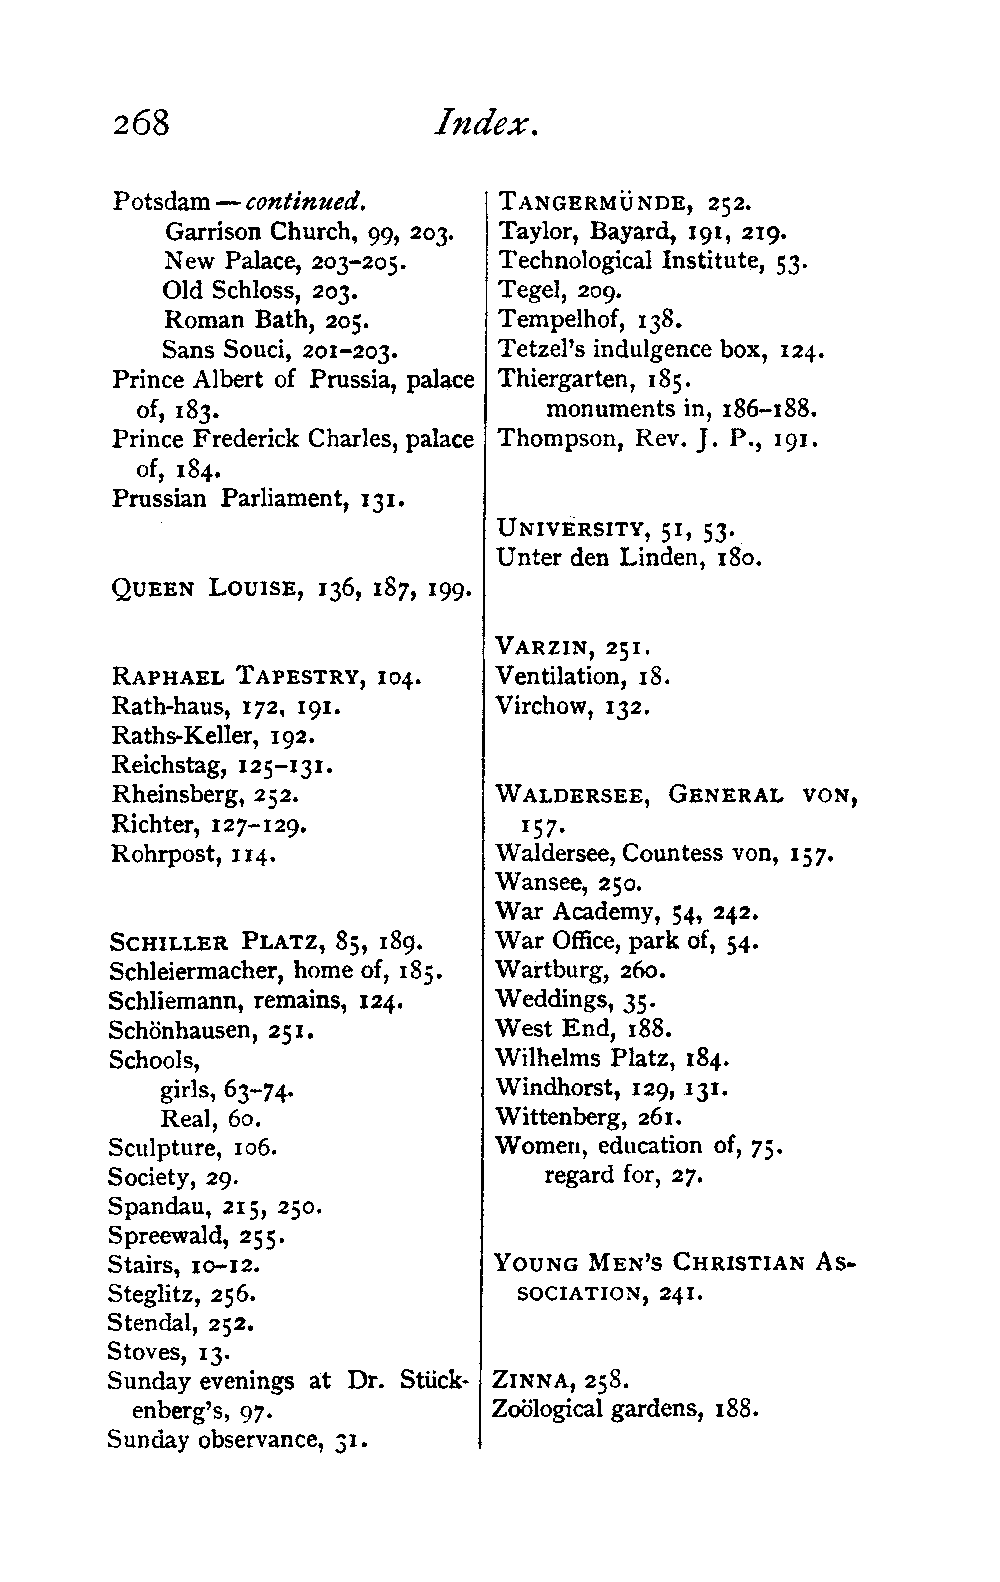 268 Index.
Potsdam — continued.
Garrison Church, 99, 203.
New Palace, 203–205.
Old Schloss, 203.
Roman Bath, 205.
Sans Souci, 201–203.
Prince Albert of Prussia, palace
of, 183.
Prince Frederick Charles, palace
of, 184.
Prussian Parliament, 131.
QUEEN LOUISE, 136, 187, 199.
RAPHAEL TAPESTRY, 104.
Rath-haus, 172, 191.
Raths-Keller, 192.
Reichstag, 125–131.
Rheinsberg, 252.
Richter, 127–129.
Rohrpost, 114.
SCHILLER PLATZ, 85, 189.
Schleiermacher, home of, 185.
Schliemann, remains, 124.
Schönhausen, 251.
Schools,
girls, 63–74.
Real, 60.
Sculpture, 106.
Society, 29.
Spandau, 215, 250.
Spreewald, 255.
Stairs, 10–12.
Steglitz, 256.
Stendal, 252.
Stoves, 13.
Sunday evenings at Dr. Stück-
enberg's, 97.
Sunday observance, 31.
TANGERMÜNDE, 252.
Taylor, Bayard, 191, 219.
Technological Institute, 53.
Tegel, 209.
Tempelhof, 138.
Tetzel's indulgence box, 124.
Thiergarten, 185.
monuments in, 186–188.
Thompson, Rev. J. P., 191.
UNIVERSITY, 51, 53.
Unter den Linden, 180.
VARZIN, 251.
Ventilation, 18.
Virchow, 132.
WALDERSEE, GENERAL VON,
157.
Waldersee, Countess von, 157.
Wansee, 250.
War Academy, 54, 242.
War Office, park of, 54.
Wartburg, 260.
Weddings, 35.
West End, 188.
Wilhelms Platz, 184.
Windhorst, 129, 131.
Wittenberg, 261.
Women, education of, 75.
regard for, 27.
YOUNG MEN'S CHRISTIAN AS-
SOCIATION, 241.
ZINNA, 258.
Zoölogical gardens, 188.